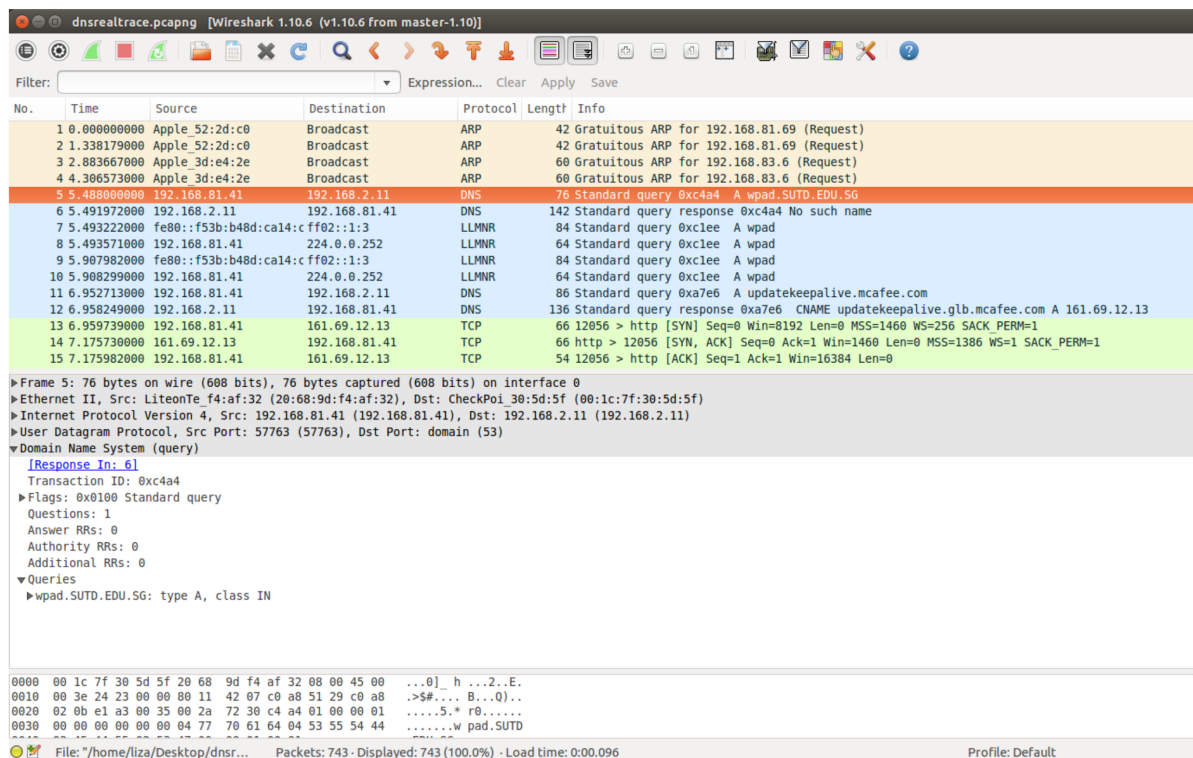 dnsrealtrace.pcapng [Wireshark 1.10.6 (v1.10.6 from master-1.10)]
Filter: Expression... Clear Apply Save
No. Time Source Destination Protocol Length Info
1 0.000000000 Apple_52:2d:c0 Broadcast ARP 42 Gratuitous ARP for 192.168.81.69 (Request)
2 1.338179000 Apple_52:2d:c0 Broadcast ARP 42 Gratuitous ARP for 192.168.81.69 (Request)
3 2.883667000 Apple_3d:e4:2e Broadcast ARP 60 Gratuitous ARP for 192.168.83.6 (Request)
4 4.306573000 Apple_3d:e4:2e Broadcast ARP 60 Gratuitous ARP for 192.168.83.6 (Request)
5 5.488000000 192.168.81.41 192.168.2.11 DNS 76 Standard query 0xc4a4 A wpad.SUTD.EDU.SG
6 5.491972000 192.168.2.11 192.168.81.41 DNS 142 Standard query response 0xc4a4 No such name
7 5.493222000 fe80::f53b:b48d:ca14:c ff02::1:3 LLMNR 84 Standard query 0xc1ee A wpad
8 5.493571000 192.168.81.41 224.0.0.252 LLMNR 64 Standard query 0xc1ee A wpad
9 5.907982000 fe80::f53b:b48d:ca14:c ff02::1:3 LLMNR 84 Standard query 0xc1ee A wpad
10 5.908299000 192.168.81.41 224.0.0.252 LLMNR 64 Standard query 0xc1ee A wpad
11 6.952713000 192.168.81.41 192.168.2.11 DNS 86 Standard query 0xa7e6 A updatekeepalive.mcafee.com
12 6.958249000 192.168.2.11 192.168.81.41 DNS 136 Standard query response 0xa7e6 CNAME updatekeepalive.glb.mcafee.com A 161.69.12.13
13 6.959739000 192.168.81.41 161.69.12.13 TCP 66 12056 > http [SYN] Seq=0 Win=8192 Len=0 MSS=1460 WS=256 SACK_PERM=1
14 7.175730000 161.69.12.13 192.168.81.41 TCP 66 http > 12056 [SYN, ACK] Seq=0 Ack=1 Win=1460 Len=0 MSS=1386 WS=1 SACK_PERM=1
15 7.175982000 192.168.81.41 161.69.12.13 TCP 54 12056 > http [ACK] Seq=1 Ack=1 Win=16384 Len=0
Frame 5: 76 bytes on wire (608 bits), 76 bytes captured (608 bits) on interface 0
Ethernet II, Src: LiteonTe_f4:af:32 (20:68:9d:f4:af:32), Dst: CheckPoi_30:5d:5f (00:1c:7f:30:5d:5f)
Internet Protocol Version 4, Src: 192.168.81.41 (192.168.81.41), Dst: 192.168.2.11 (192.168.2.11)
User Datagram Protocol, Src Port: 57763 (57763), Dst Port: domain (53)
Domain Name System (query)
[Response In: 6]
Transaction ID: 0xc4a4
Flags: 0x0100 Standard query
Questions: 1
Answer RRs: 0
Authority RRs: 0
Additional RRs: 0
Queries
wpad.SUTD.EDU.SG: type A, class IN
0000 00 1c 7f 30 5d 5f 20 68 9d f4 af 32 08 00 45 00 ...0]_ h ...2..E.
0010 00 3e 24 23 00 00 80 11 42 07 c0 a8 51 29 c0 a8 .>$#.... B...Q)..
0020 02 0b e1 a3 00 35 00 2a 72 30 c4 a4 01 00 00 01 .....5.* r0......
0030 00 00 00 00 00 00 04 77 70 61 64 04 53 55 54 44 .......w pad.SUTD
File: "/home/liza/Desktop/dnsr... Packets: 743 · Displayed: 743 (100.0%) · Load time: 0:00.096 Profile: Default